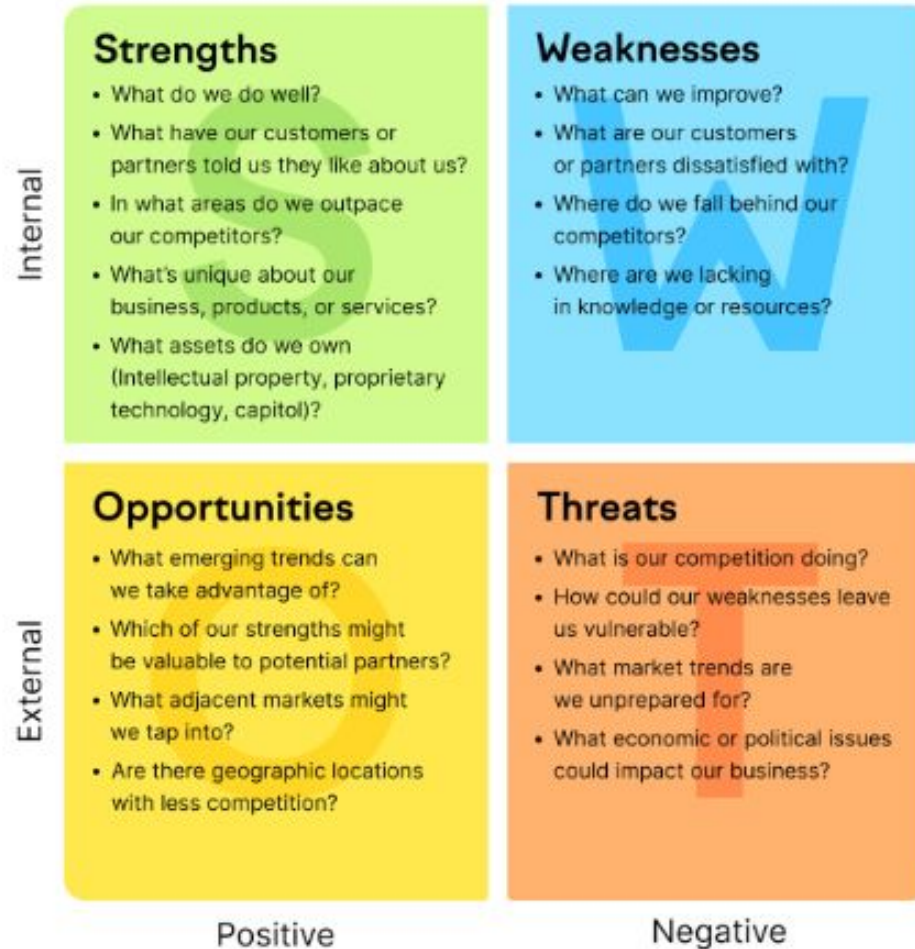 Internal
Strengths
• What do we do well?
• What have our customers or
partners told us they like about us?
• In what areas do we outpace
our competitors?
• What's unique about our
business, products, or services?
• What assets do we own
(Intellectual property, proprietary
technology, capitol)?
S
Weaknesses
• What can we improve?
• What are our customers
or partners dissatisfied with?
• Where do we fall behind our
competitors?
• Where are we lacking
in knowledge or resources?
W
External
Opportunities
• What emerging trends can
we take advantage of?
• Which of our strengths might
be valuable to potential partners?
• What adjacent markets might
we tap into?
• Are there geographic locations
with less competition?
O
Threats
• What is our competition doing?
• How could our weaknesses leave
us vulnerable?
• What market trends are
we unprepared for?
• What economic or political issues
could impact our business?
T
Positive
Negative